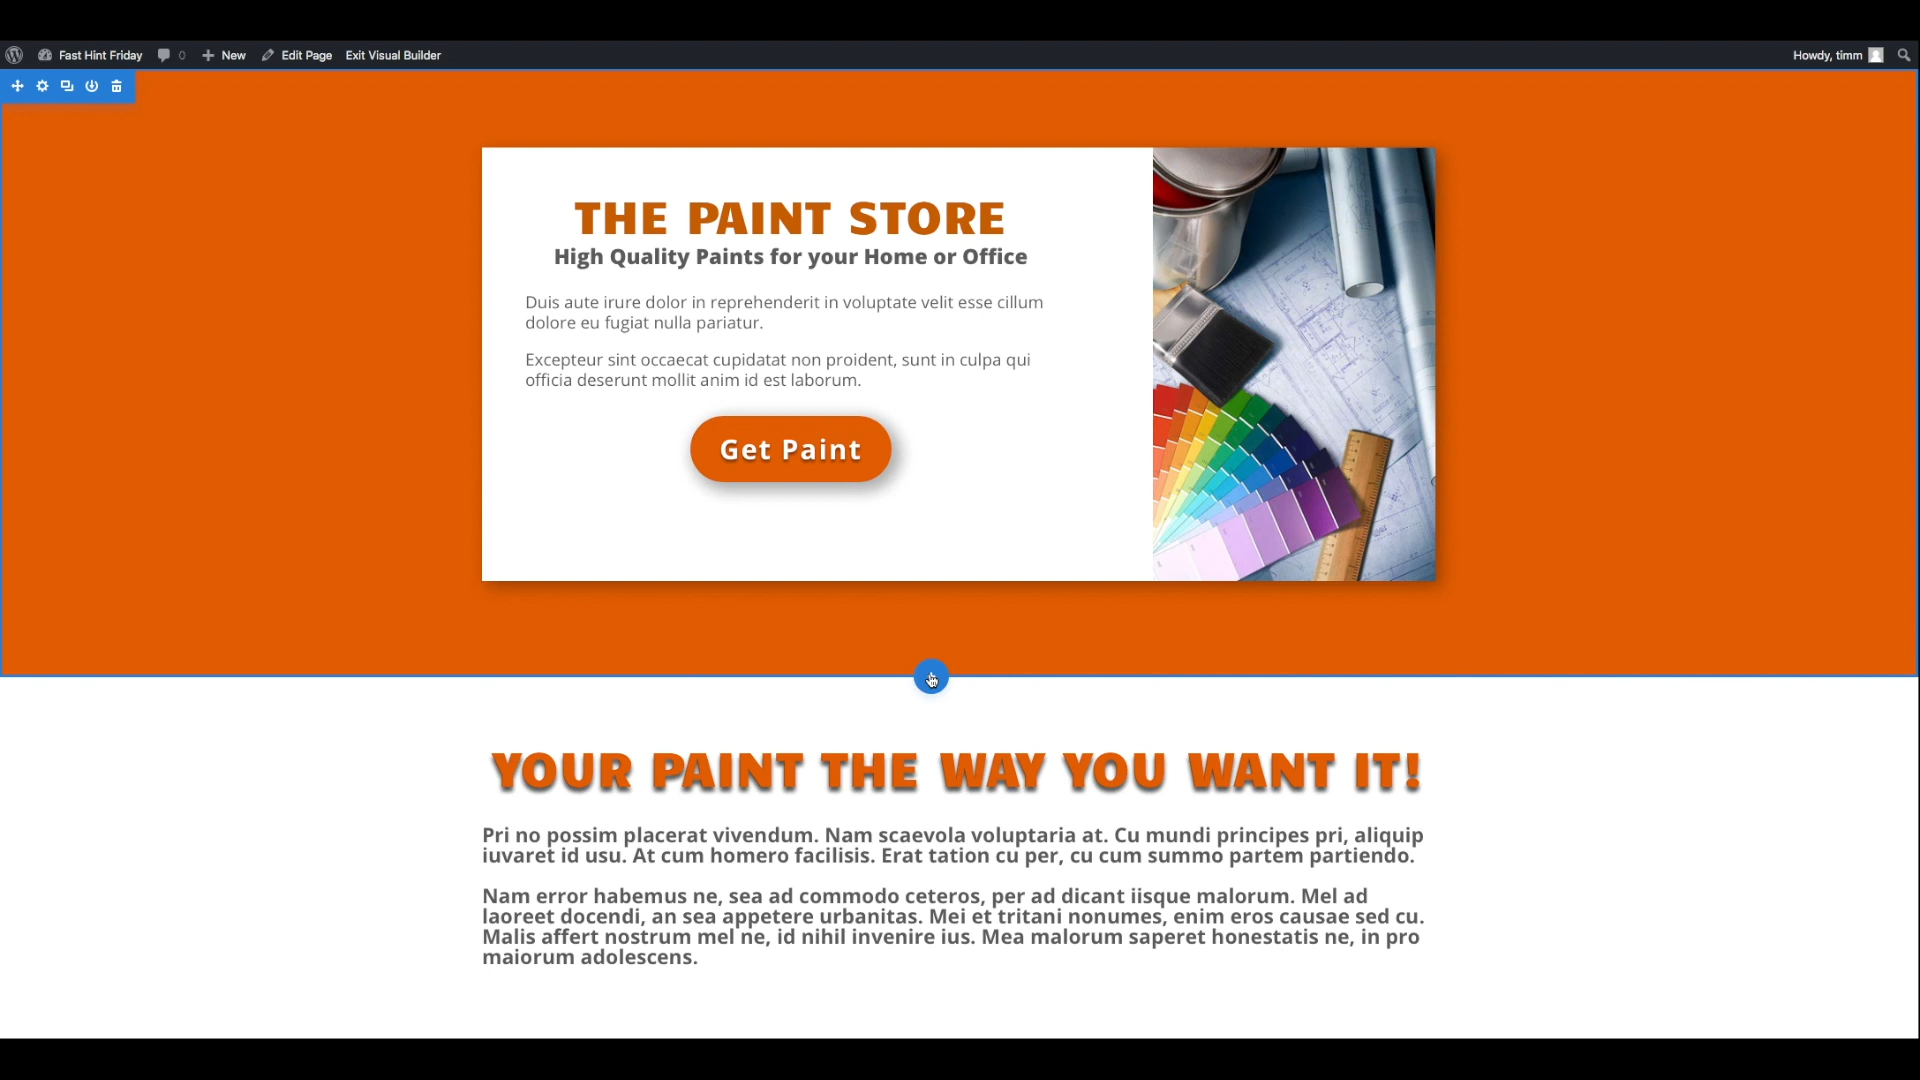 Fast Hint Friday 0 New Edit Page Exit Visual Builder Howdy, timm
THE PAINT STORE
High Quality Paints for your Home or Office
Duis aute irure dolor in reprehenderit in voluptate velit esse cillum
dolore eu fugiat nulla pariatur.
Excepteur sint occaecat cupidatat non proident, sunt in culpa qui
officia deserunt mollit anim id est laborum.
Get Paint
YOUR PAINT THE WAY YOU WANT IT!
Pri no possim placerat vivendum. Nam scaevola voluptaria at. Cu mundi principes pri, aliquip
iuvaret id usu. At cum homero facilisis. Erat tation cu per, cu cum summo partem partiendo.
Nam error habemus ne, sea ad commodo ceteros, per ad dicant iisque malorum. Mel ad
laoreet docendi, an sea appetere urbanitas. Mei et tritani nonumes, enim eros causae sed cu.
Malis affert nostrum mel ne, id nihil invenire ius. Mea malorum saperet honestatis ne, in pro
maiorum adolescens.